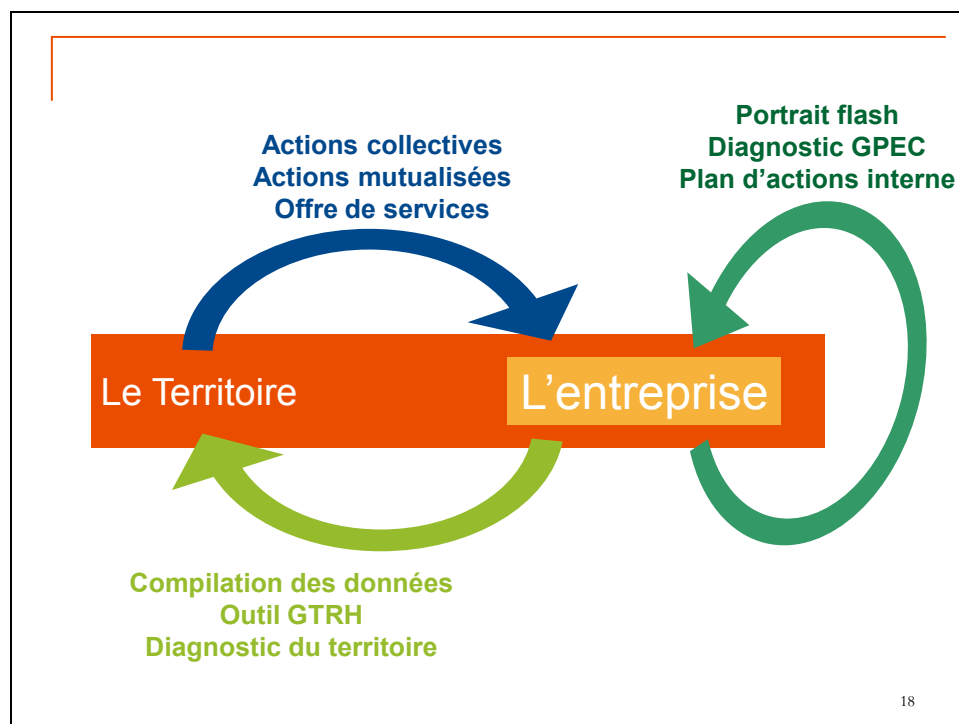 Portrait flash
Diagnostic GPEC
Plan d'actions interne
Actions collectives
Actions mutualisées
Offre de services
Le Territoire
L'entreprise
Compilation des données
Outil GTRH
Diagnostic du territoire
18